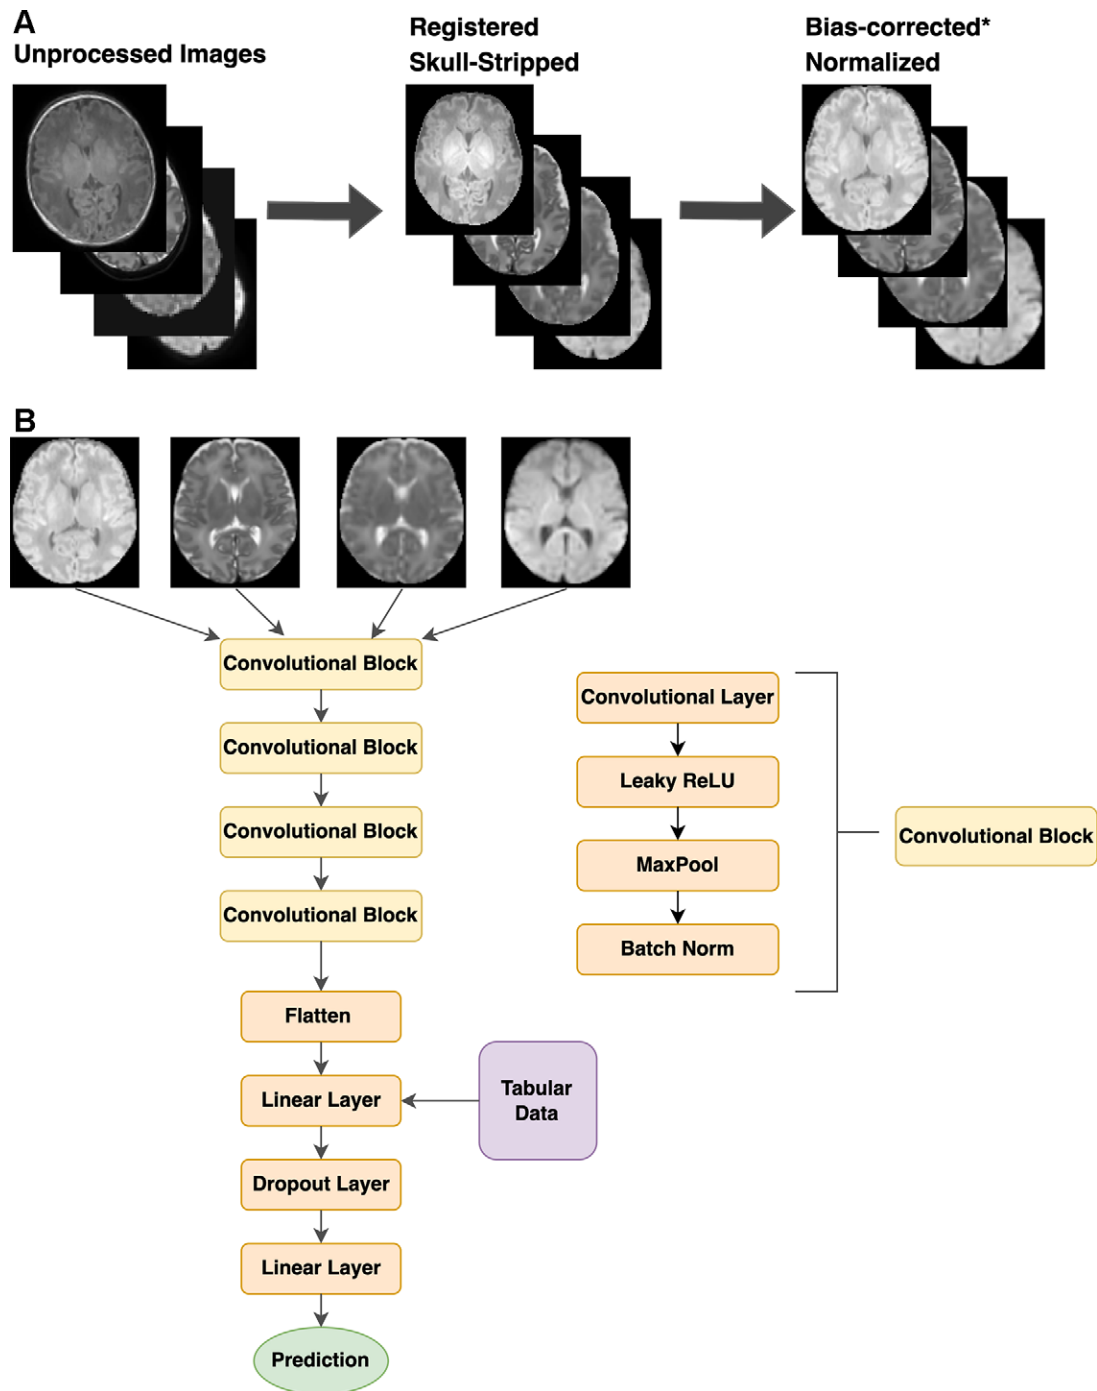 A
Unprocessed Images
Registered
Skull-Stripped
Bias-corrected*
Normalized
B
Convolutional Block
Convolutional Block
Convolutional Block
Convolutional Block
Flatten
Linear Layer
Dropout Layer
Linear Layer
Prediction
Tabular
Data
Convolutional Layer
Leaky ReLU
MaxPool
Batch Norm
Convolutional Block